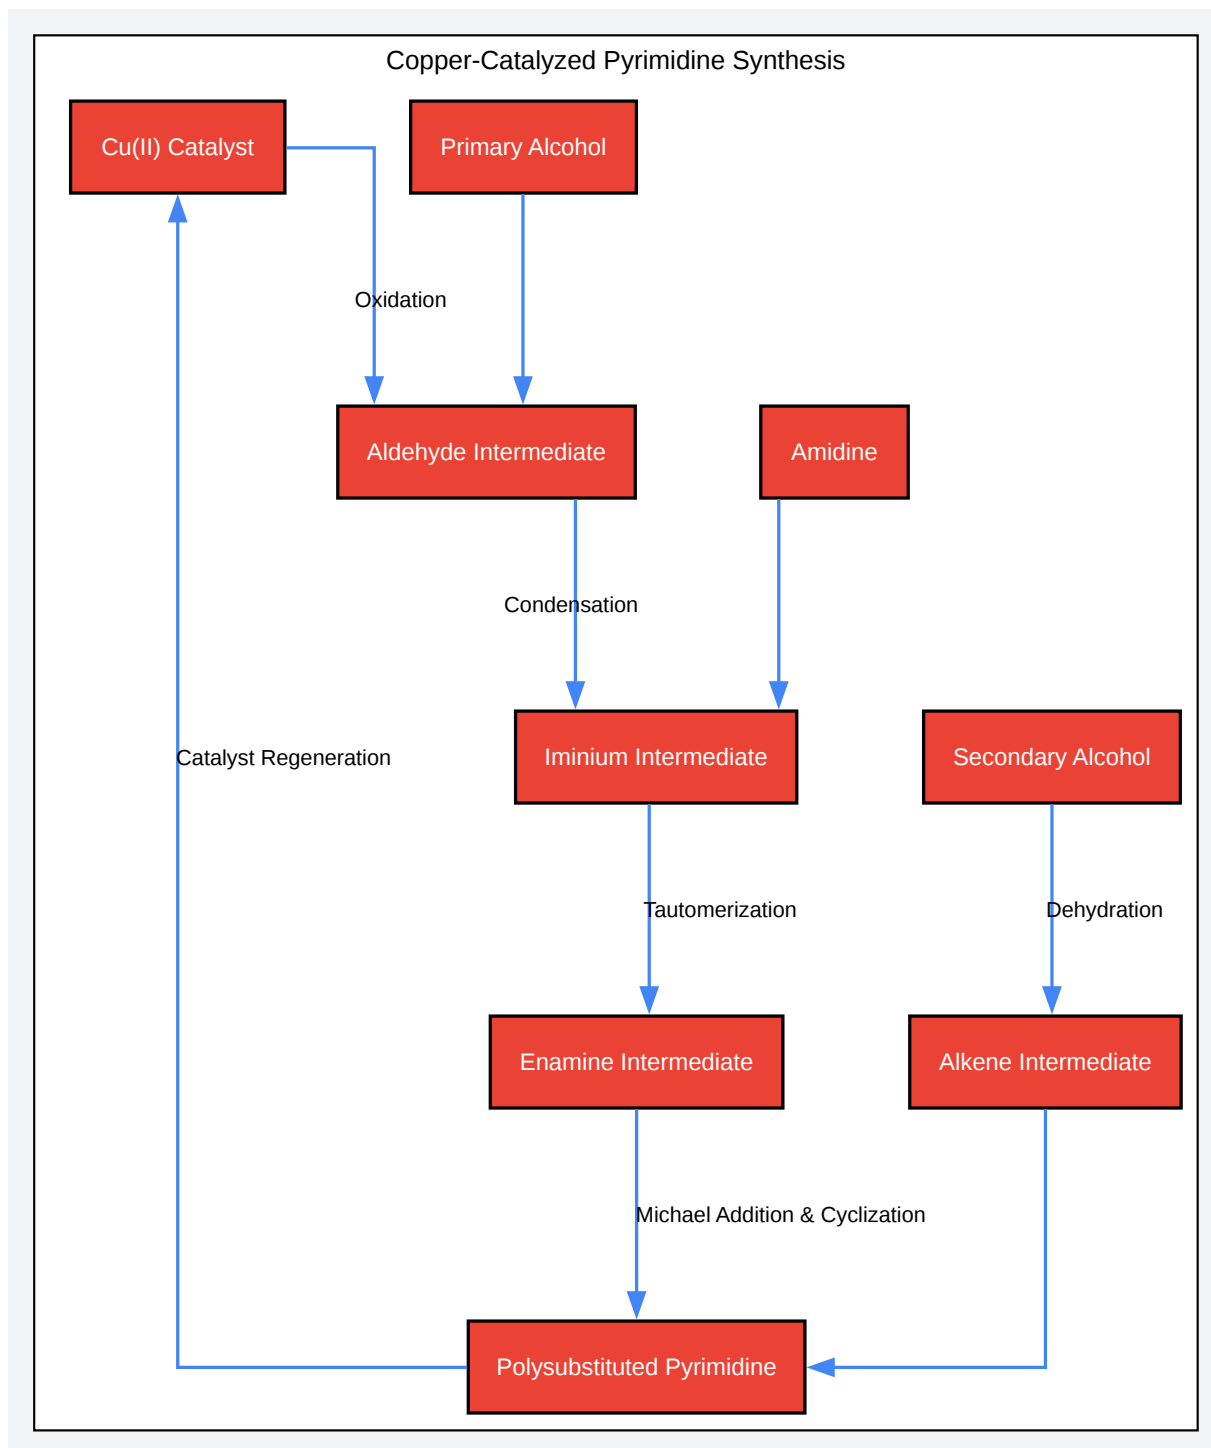 Copper-Catalyzed Pyrimidine Synthesis
Cu(II) Catalyst
Primary Alcohol
Oxidation
Aldehyde Intermediate
Amidine
Condensation
Catalyst Regeneration
Iminium Intermediate
Secondary Alcohol
Tautomerization
Dehydration
Enamine Intermediate
Alkene Intermediate
Michael Addition & Cyclization
Polysubstituted Pyrimidine